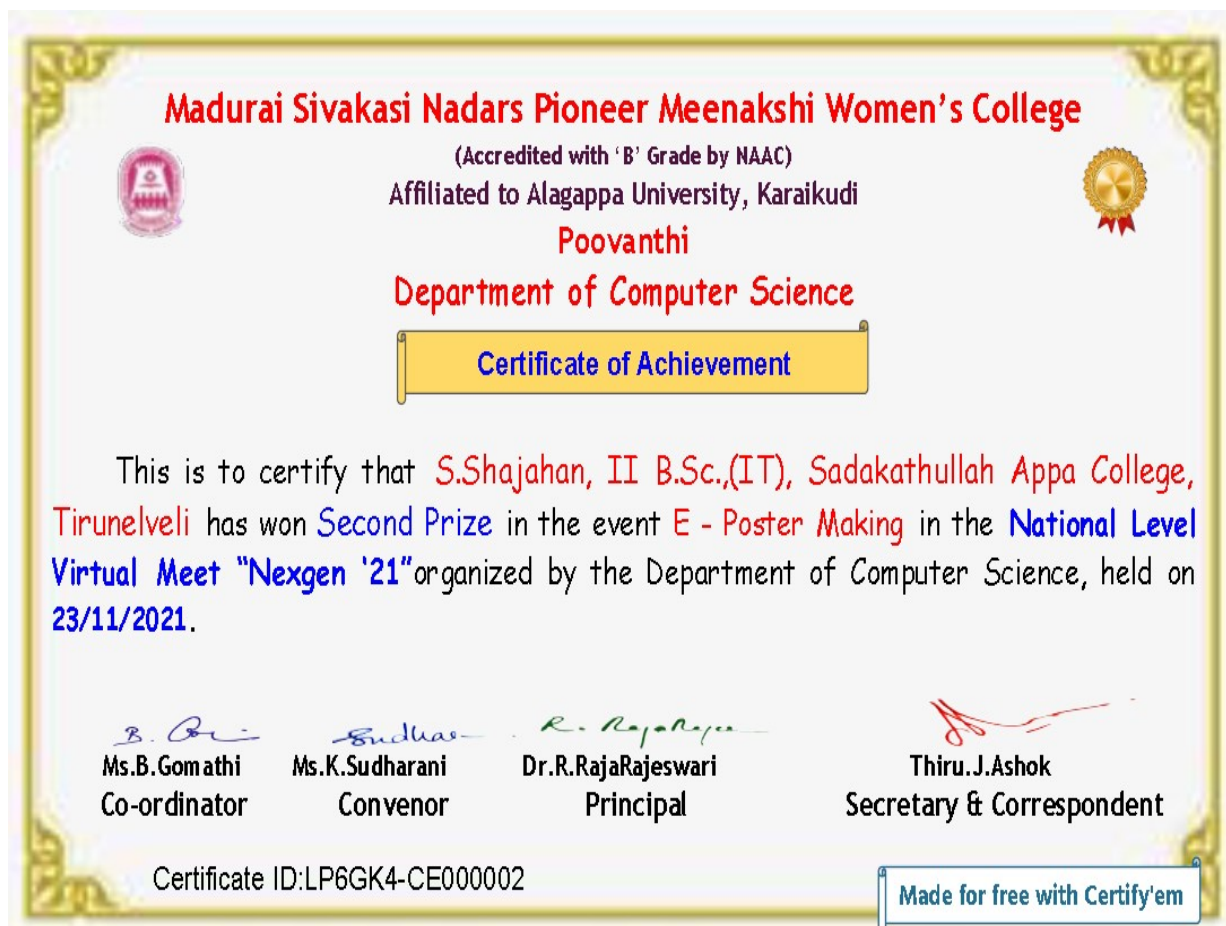 Madurai Sivakasi Nadars Pioneer Meenakshi Women's College
(Accredited with 'B' Grade by NAAC)
Affiliated to Alagappa University, Karaikudi
Poovanthi
Department of Computer Science
Certificate of Achievement
This is to certify that S.Shajahan, II B.Sc.,(IT), Sadakathullah Appa College,
Tirunelveli has won Second Prize in the event E - Poster Making in the National Level
Virtual Meet "Nexgen '21"organized by the Department of Computer Science, held on
23/11/2021.
Ms.B.Gomathi Ms.K.Sudharani Dr.R.RajaRajeswari Thiru.J.Ashok
Co-ordinator Convenor Principal Secretary & Correspondent
Certificate ID:LP6GK4-CE000002
Made for free with Certify'em